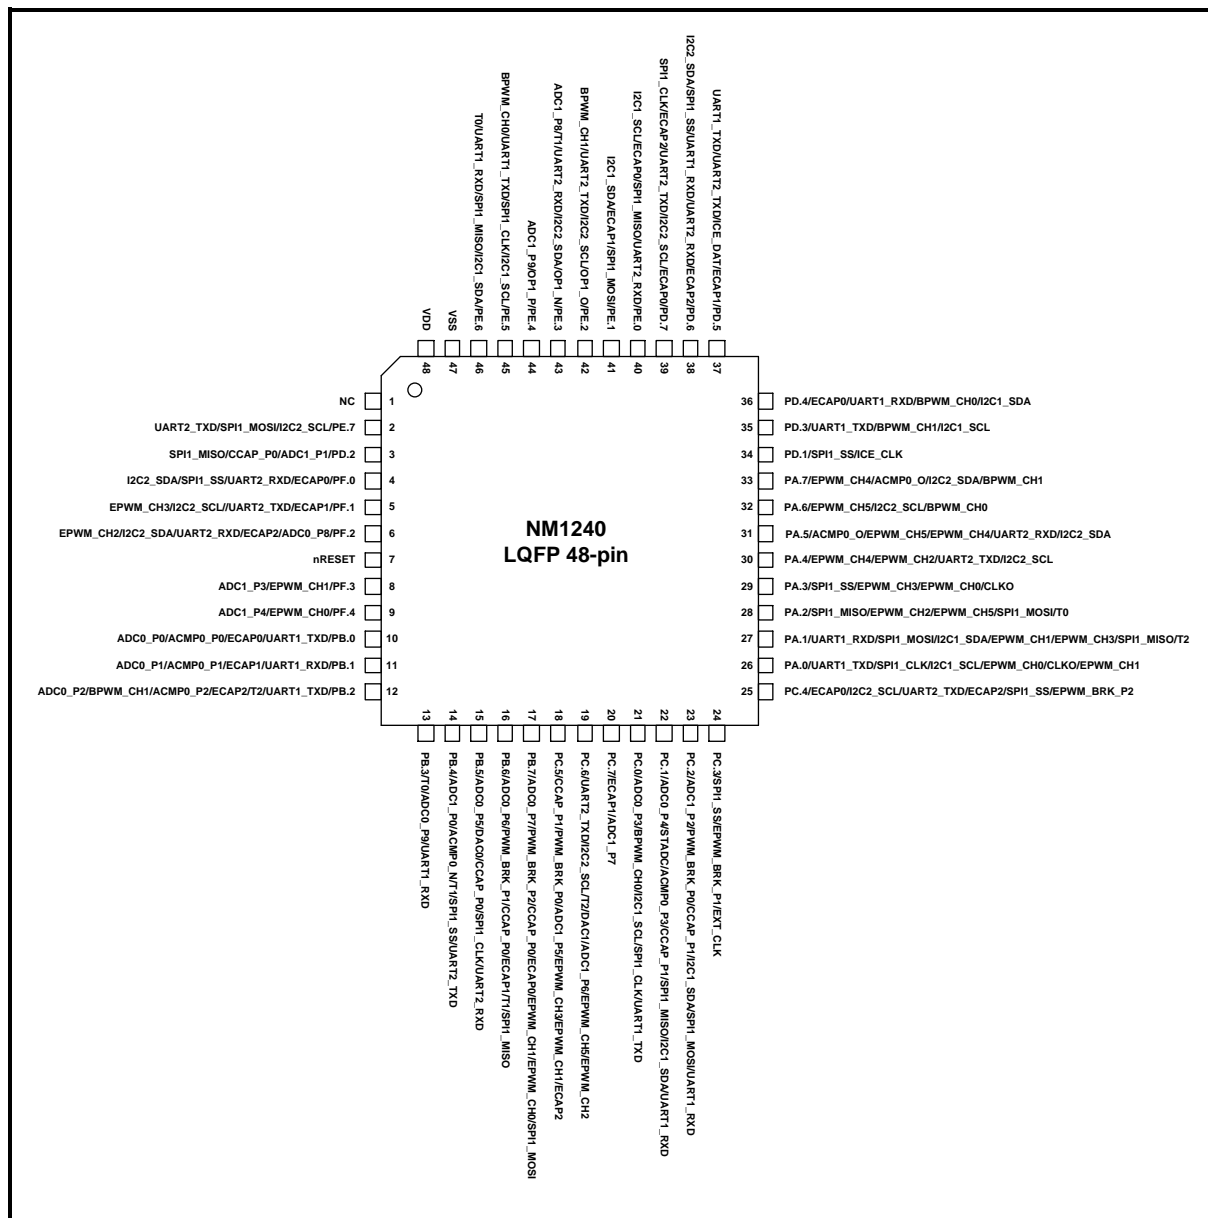 T0/UART1_RXD/SPI1_MISO/I2C1_SDA/PE.6
BPWM_CH0/UART1_TXD/SPI1_CLK/I2C1_SCL/PE.5
ADC1_P9/OP1_P/PE.4
ADC1_P8/T1/UART2_RXD/I2C2_SDA/OP1_N/PE.3
BPWM_CH1/UART2_TXD/I2C2_SCL/OP1_O/PE.2
I2C1_SDA/ECAP1/SPI1_MOSI/PE.1
I2C1_SCL/ECAP0/SPI1_MISO/UART2_RXD/PE.0
SPI1_CLK/ECAP2/UART2_TXD/I2C2_SCL/ECAP0/PD.7
I2C2_SDA/SPI1_SS/UART1_RXD/UART2_RXD/ECAP2/PD.6
UART1_TXD/UART2_TXD/ICE_DAT/ECAP1/PD.5
VDD
VSS
48
47
46
45
44
43
42
41
40
39
38
37
NC 1
UART2_TXD/SPI1_MOSI/I2C2_SCL/PE.7 2
SPI1_MISO/CCAP_P0/ADC1_P1/PD.2 3
I2C2_SDA/SPI1_SS/UART2_RXD/ECAP0/PF.0 4
EPWM_CH3/I2C2_SCL//UART2_TXD/ECAP1/PF.1 5
EPWM_CH2/I2C2_SDA/UART2_RXD/ECAP2/ADC0_P8/PF.2 6
nRESET 7
ADC1_P3/EPWM_CH1/PF.3 8
ADC1_P4/EPWM_CH0/PF.4 9
ADC0_P0/ACMP0_P0/ECAP0/UART1_TXD/PB.0 10
ADC0_P1/ACMP0_P1/ECAP1/UART1_RXD/PB.1 11
ADC0_P2/BPWM_CH1/ACMP0_P2/ECAP2/T2/UART1_TXD/PB.2 12
NM1240
LQFP 48-pin
36 PD.4/ECAP0/UART1_RXD/BPWM_CH0/I2C1_SDA
35 PD.3/UART1_TXD/BPWM_CH1/I2C1_SCL
34 PD.1/SPI1_SS/ICE_CLK
33 PA.7/EPWM_CH4/ACMP0_O/I2C2_SDA/BPWM_CH1
32 PA.6/EPWM_CH5/I2C2_SCL/BPWM_CH0
31 PA.5/ACMP0_O/EPWM_CH5/EPWM_CH4/UART2_RXD/I2C2_SDA
30 PA.4/EPWM_CH4/EPWM_CH2/UART2_TXD/I2C2_SCL
29 PA.3/SPI1_SS/EPWM_CH3/EPWM_CH0/CLKO
28 PA.2/SPI1_MISO/EPWM_CH2/EPWM_CH5/SPI1_MOSI/T0
27 PA.1/UART1_RXD/SPI1_MOSI/I2C1_SDA/EPWM_CH1/EPWM_CH3/SPI1_MISO/T2
26 PA.0/UART1_TXD/SPI1_CLK/I2C1_SCL/EPWM_CH0/CLKO/EPWM_CH1
25 PC.4/ECAP0/I2C2_SCL/UART2_TXD/ECAP2/SPI1_SS/EPWM_BRK_P2
13
14
15
16
17
18
19
20
21
22
23
24
PB.3/T0/ADC0_P9/UART1_RXD
PB.4/ADC1_P0/ACMP0_N/T1/SPI1_SS/UART2_TXD
PB.5/ADC0_P5/DAC0/CCAP_P0/SPI1_CLK/UART2_RXD
PB.6/ADC0_P6/PWM_BRK_P1/CCAP_P0/ECAP1/T1/SPI1_MISO
PB.7/ADC0_P7/PWM_BRK_P2/CCAP_P0/ECAP0/EPWM_CH1/EPWM_CH0/SPI1_MOSI
PC.5/CCAP_P1/PWM_BRK_P0/ADC1_P5/EPWM_CH3/EPWM_CH1/ECAP2
PC.6/UART2_TXD/I2C2_SCL/T2/DAC1/ADC1_P6/EPWM_CH5/EPWM_CH2
PC.7/ECAP1/ADC1_P7
PC.0/ADC0_P3/BPWM_CH0/I2C1_SCL/SPI1_CLK/UART1_TXD
PC.1/ADC0_P4/STADC/ACMP0_P3/CCAP_P1/SPI1_MISO/I2C1_SDA/UART1_RXD
PC.2/ADC1_P2/PWM_BRK_P0/CCAP_P1/I2C1_SDA/SPI1_MOSI/UART1_RXD
PC.3/SPI1_SS/EPWM_BRK_P1/EXT_CLK